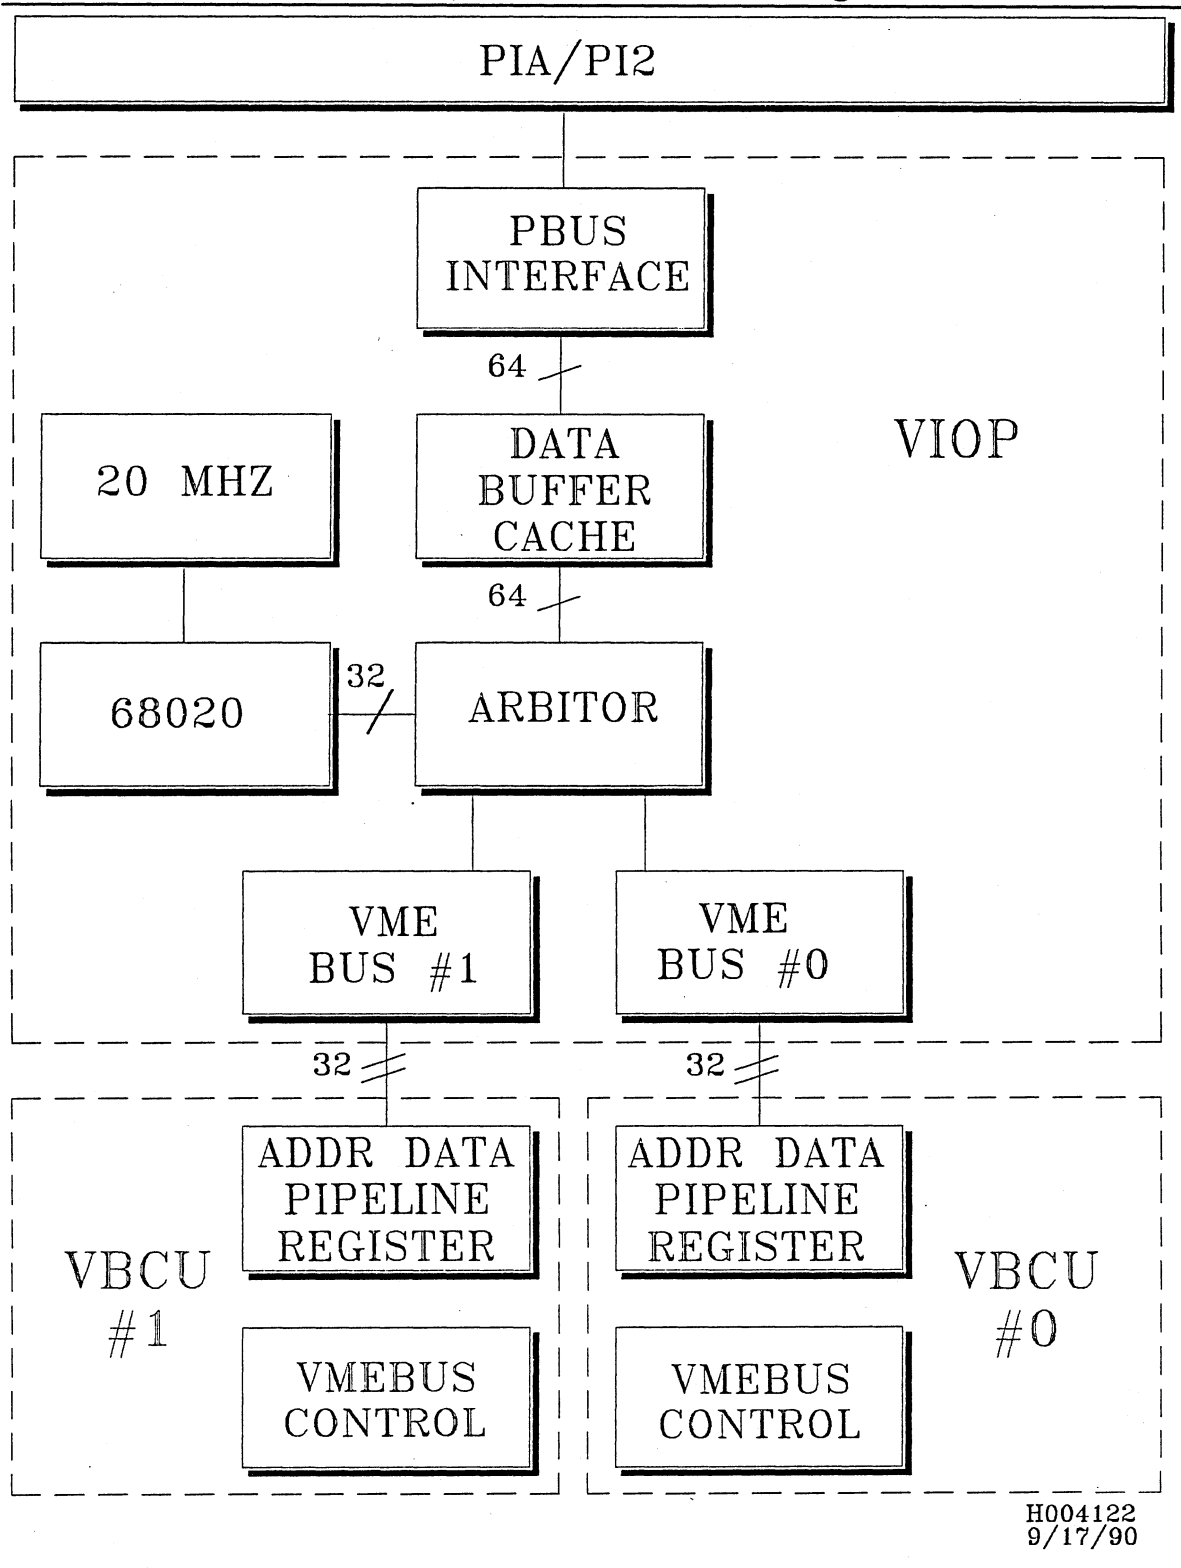 PIA/PI2
PBUS
INTERFACE
64
20 MHZ
DATA
BUFFER
CACHE
VIOP
64
68020
32
ARBITOR
VME
BUS #1
VME
BUS #0
32
32
VBCU
#1
ADDR DATA
PIPELINE
REGISTER
ADDR DATA
PIPELINE
REGISTER
VBCU
#0
VMEBUS
CONTROL
VMEBUS
CONTROL
H004122
9/17/90